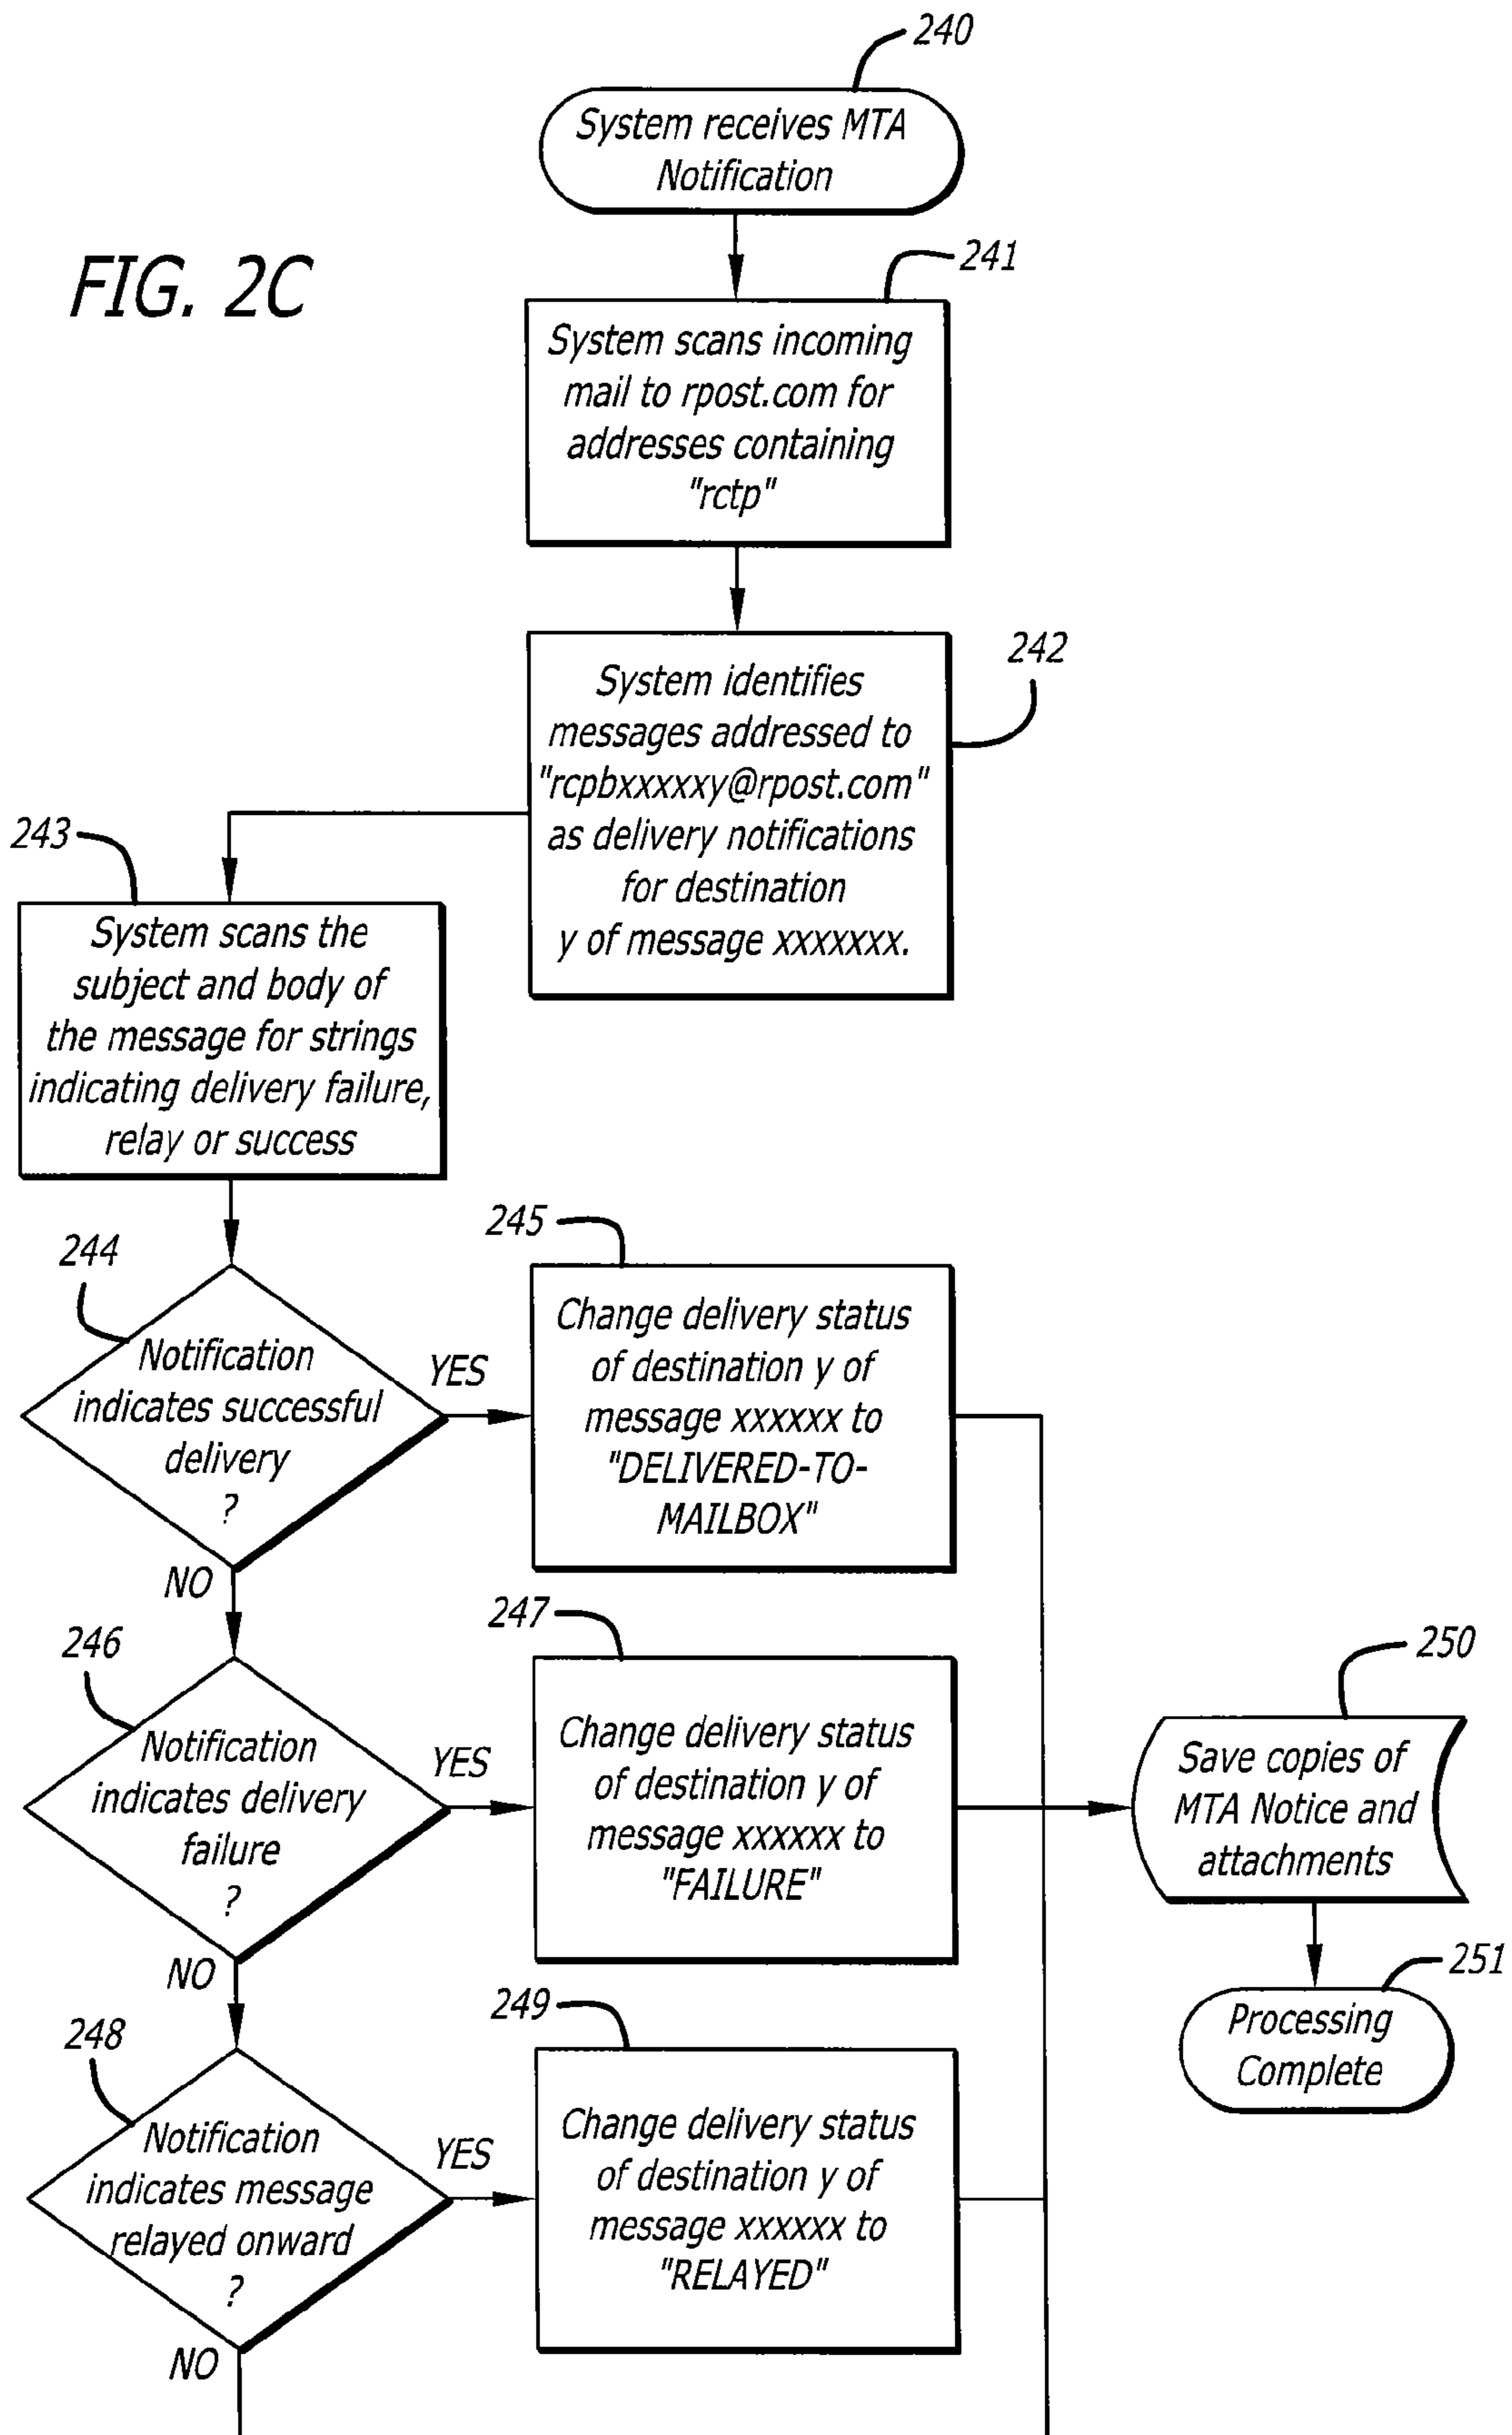 240
System receives MTA
Notification
FIG. 2C
241
System scans incoming
mail to rpost.com for
addresses containing
"rctp"
242
System identifies
messages addressed to
"rcpbxxxxxxy@rpost.com"
as delivery notifications
for destination
y of message xxxxxxx.
243
System scans the
subject and body of
the message for strings
indicating delivery failure,
relay or success
244
Notification
indicates successful
delivery
?
YES
NO
245
Change delivery status
of destination y of
message xxxxxx to
"DELIVERED-TO-
MAILBOX"
246
Notification
indicates delivery
failure
?
YES
NO
247
Change delivery status
of destination y of
message xxxxxx to
"FAILURE"
248
Notification
indicates message
relayed onward
?
YES
NO
249
Change delivery status
of destination y of
message xxxxxx to
"RELAYED"
250
Save copies of
MTA Notice and
attachments
251
Processing
Complete